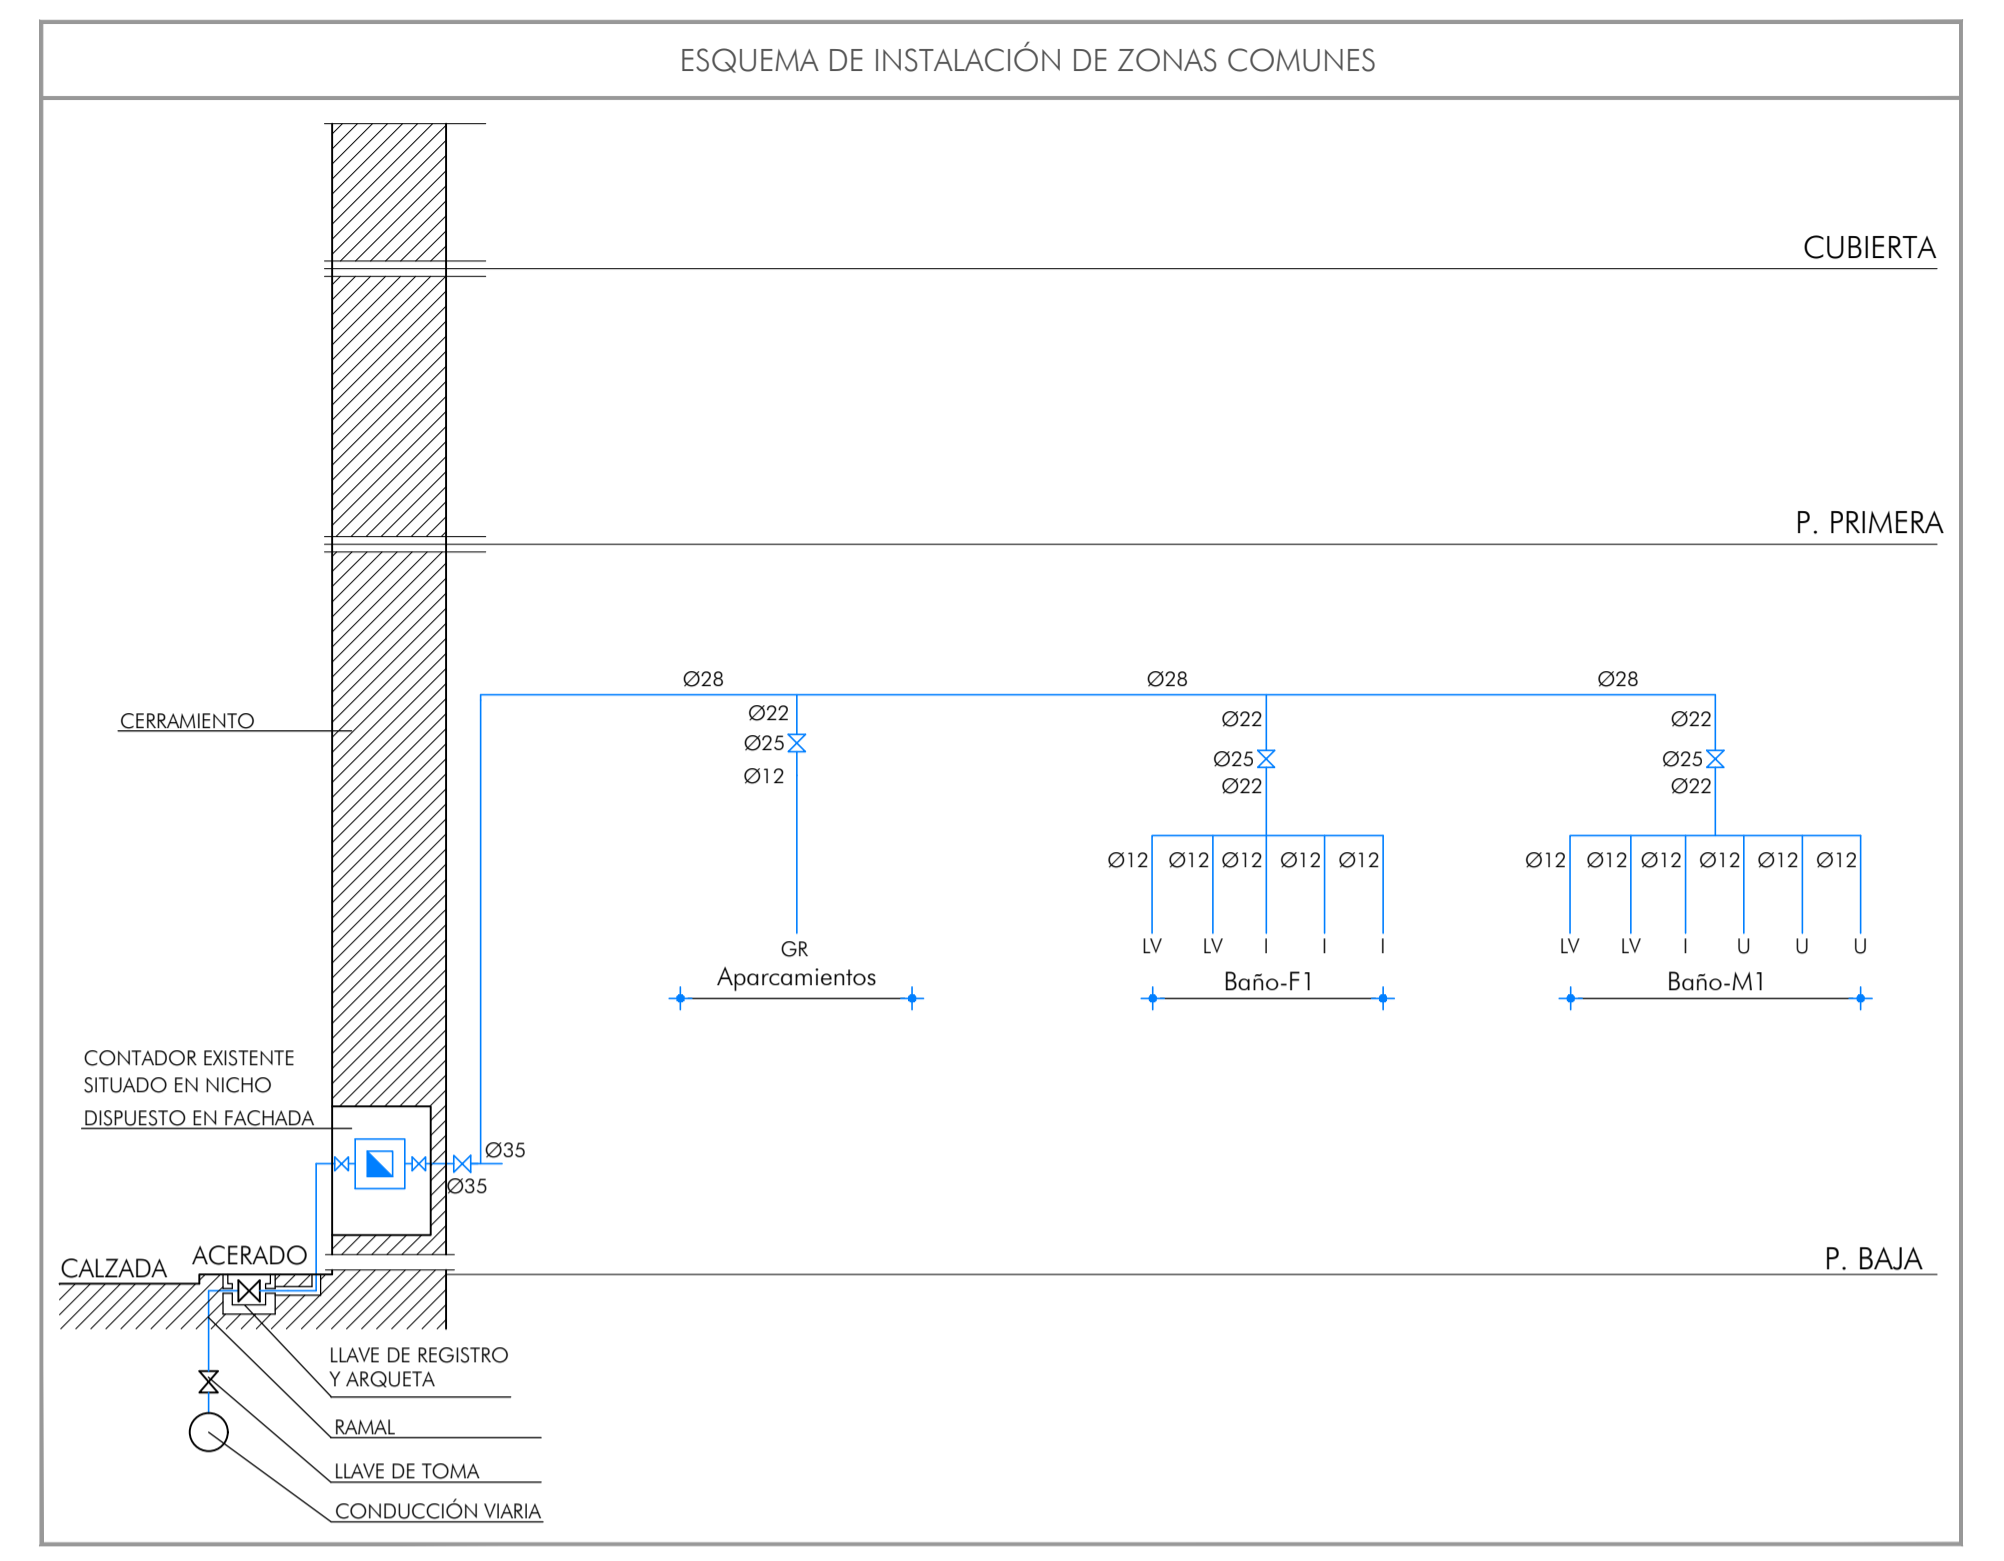 ESQUEMA DE INSTALACIÓN DE ZONAS COMUNES
CUBIERTA
P. PRIMERA
CERRAMIENTO
Ø28
Ø28
Ø28
Ø22
Ø25
Ø12
Ø22
Ø25
Ø22
Ø22
Ø25
Ø22
Ø12 Ø12 Ø12 Ø12 Ø12
Ø12 Ø12 Ø12 Ø12 Ø12 Ø12
GR
Aparcamientos
LV LV I I I
Baño-F1
LV LV I U U U
Baño-M1
CONTADOR EXISTENTE
SITUADO EN NICHO
DISPUESTO EN FACHADA
Ø35
Ø35
CALZADA
ACERADO
P. BAJA
LLAVE DE REGISTRO
Y ARQUETA
RAMAL
LLAVE DE TOMA
CONDUCCIÓN VIARIA